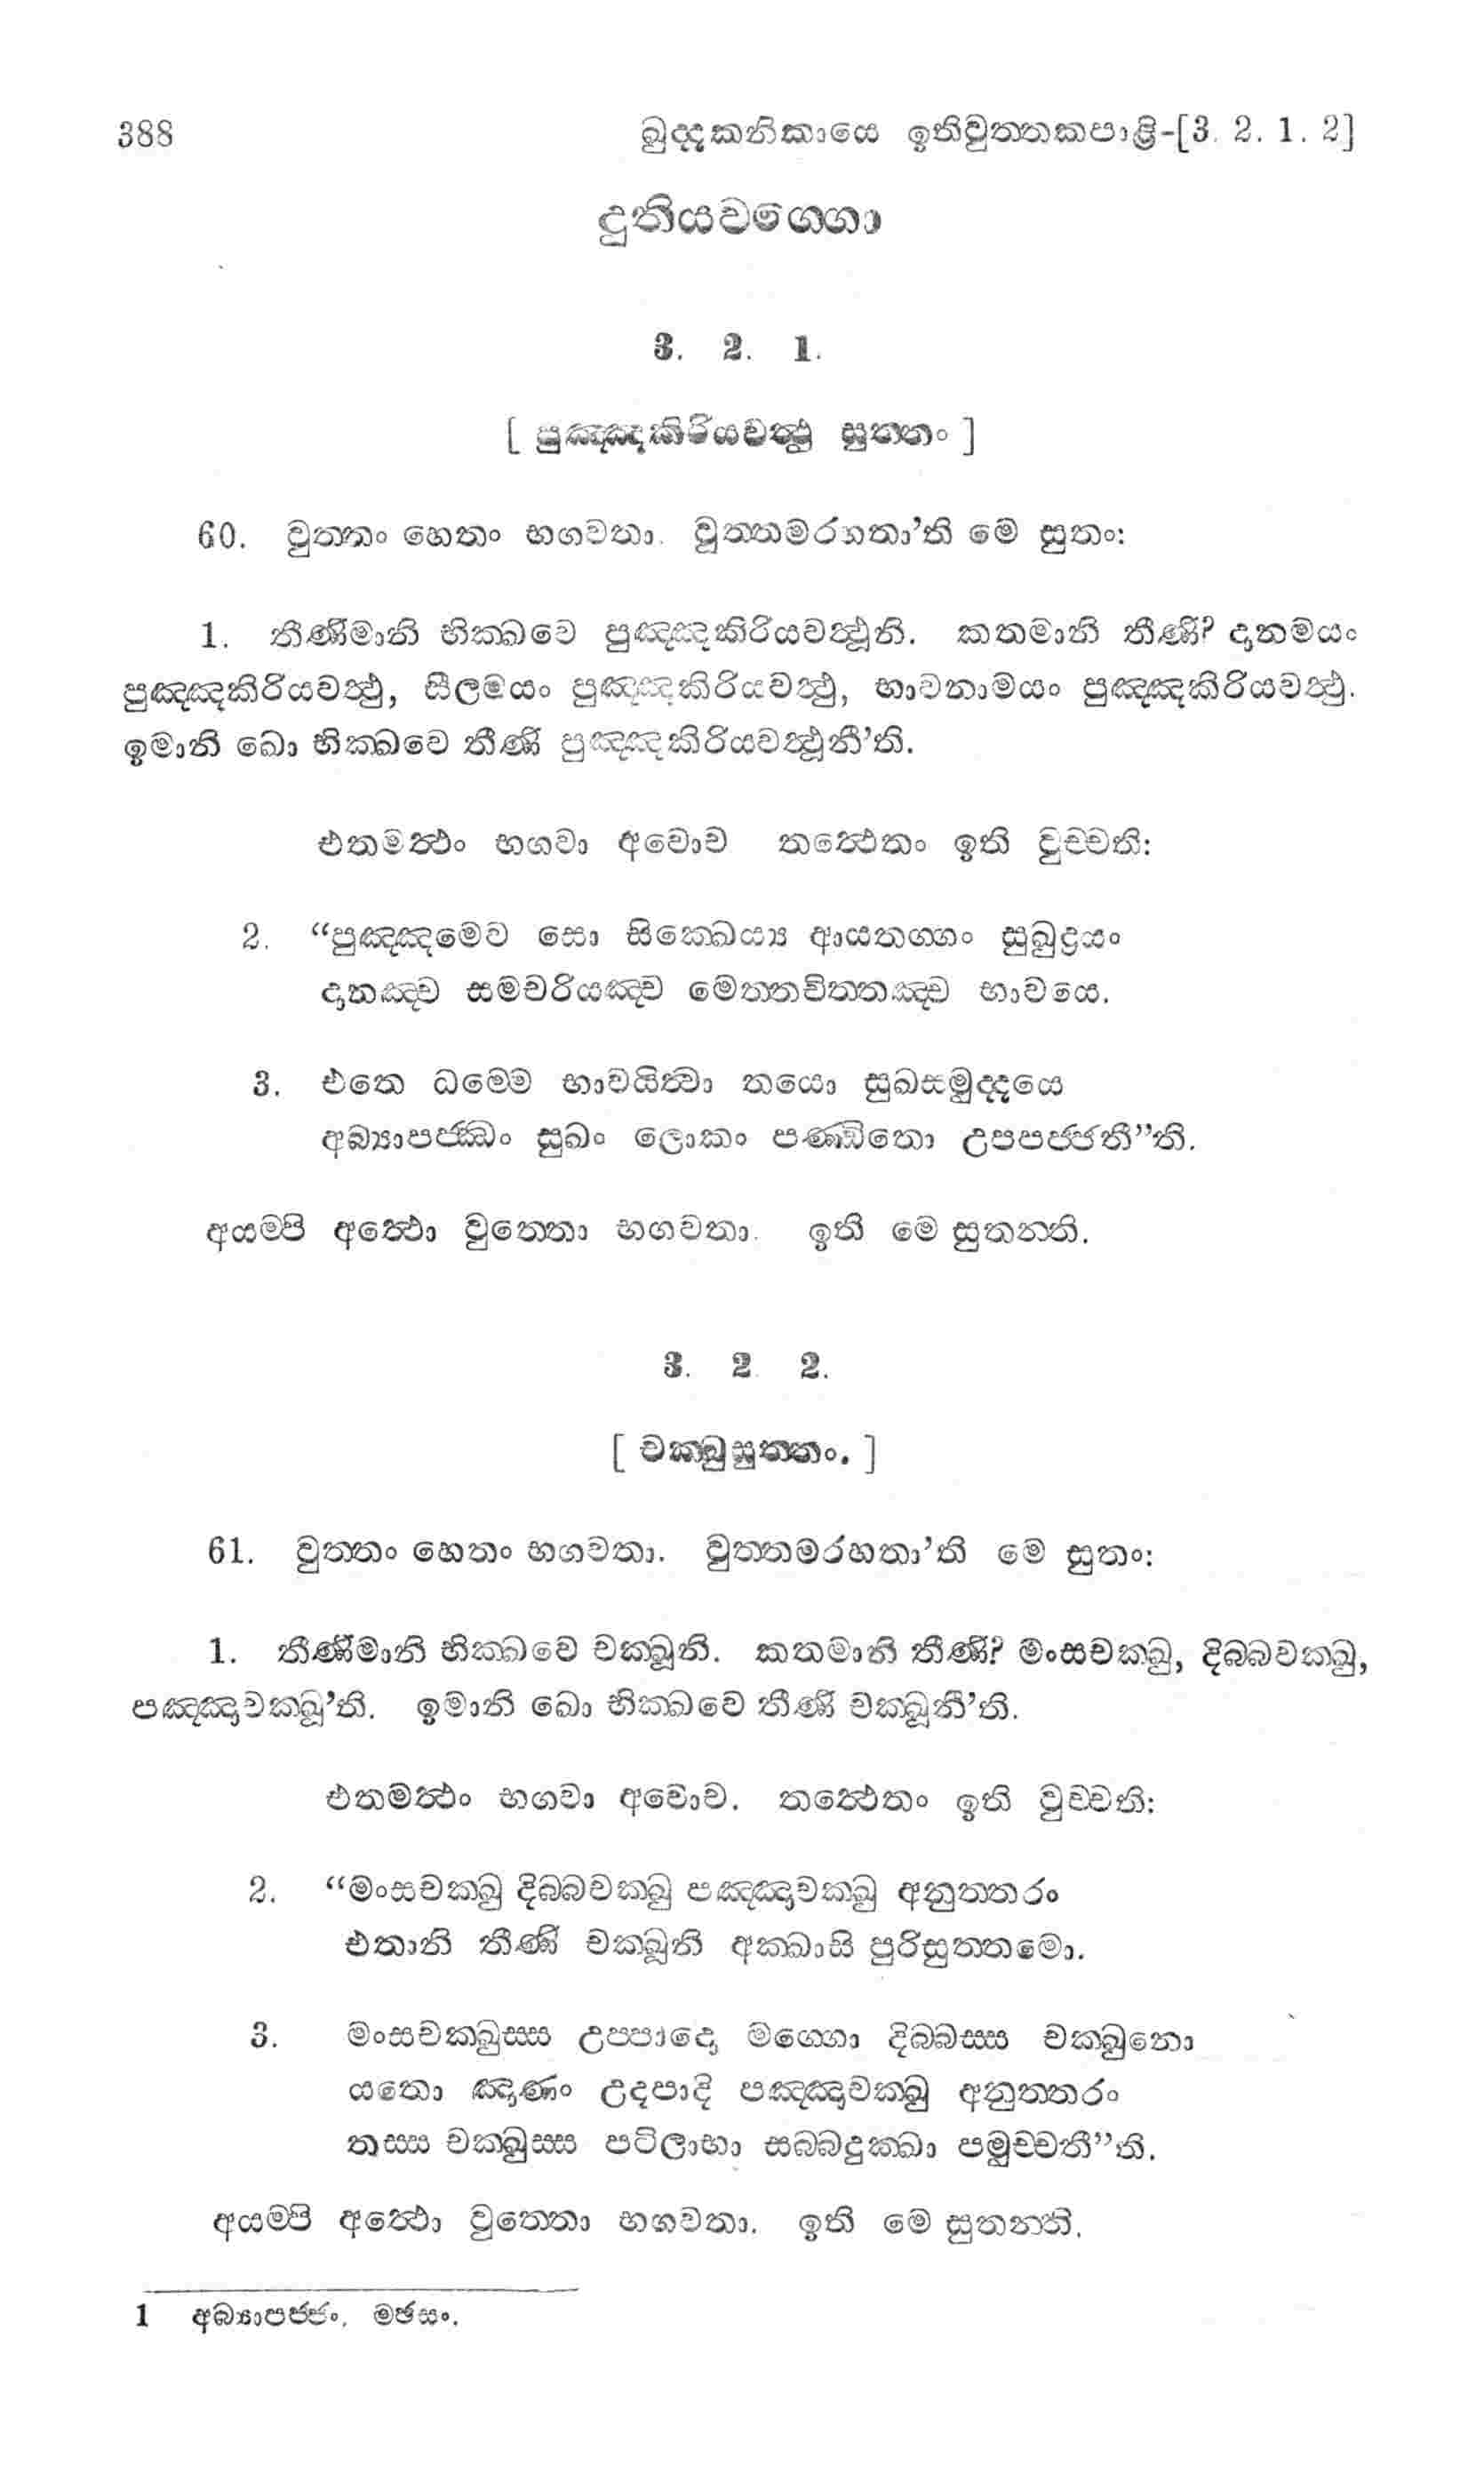 388 ඛුද්දකනිකායෙ ඉතිවුත්තකපාළි-[3. 2. 1. 2]
දුතියවග්ගො
3. 2. 1.
[ පුඤ්ඤකිරියවත්ථු සුත්තං ]
60. වුත්තං හෙතං භගවතා. වුත්තමරහතා’ති මෙ සුතං:
1. තීණිමානි භික්ඛවෙ පුඤ්ඤකිරියවත්ථූනි. කතමානි තීණි? දානමයං
පුඤ්ඤකිරියවත්ථු, සීලමයං පුඤ්ඤකිරියවත්ථු, භාවනාමයං පුඤ්ඤකිරියවත්ථු.
ඉමානි ඛො භික්ඛවෙ තීණි පුඤ්ඤකිරියවත්ථූනී’ති.
එතමත්ථං භගවා අවොච තත්ථෙතං ඉති වුච්චති:
2. “පුඤ්ඤමෙව සො සික්ඛෙය්‍ය ආයතග්ගං සුඛුද්‍රයං
දානඤ්ච සමචරියඤ්ච මෙත්තචිත්තඤ්ච භාවයෙ.
3. එතෙ ධම්මෙ භාවයිත්වා තයො සුඛසමුද්දයෙ
අබ්‍යාපජ්ඣං සුඛං ලොකං පණ්ඩිතො උපපජ්ජතී”ති.
අයම්පි අත්ථො වුත්තො භගවතා. ඉති මෙ සුතන්ති.
3. 2. 2.
[ චක්ඛුසුත්තං. ]
61. වුත්තං හෙතං භගවතා. වුත්තමරහතා’ති මෙ සුතං:
1. තීණිමානි භික්ඛවෙ චක්ඛූනි. කතමානි තීණි? මංසචක්ඛු, දිබ්බචක්ඛු,
පඤ්ඤාචක්ඛූ’ති. ඉමානි ඛො භික්ඛවෙ තීණි චක්ඛූනී’ති.
එතමත්ථං භගවා අවොච. තත්ථෙතං ඉති වුච්චති:
2. “මංසචක්ඛු දිබ්බචක්ඛු පඤ්ඤාචක්ඛු අනුත්තරං
එතානි තීණි චක්ඛූනි අක්ඛාසි පුරිසුත්තමො.
3. මංසචක්ඛුස්ස උප්පාදො මග්ගො දිබ්බස්ස චක්ඛුනො
යතො ඤාණං උදපාදි පඤ්ඤාචක්ඛු අනුත්තරං
තස්ස චක්ඛුස්ස පටිලාභා සබ්බදුක්ඛා පමුච්චතී”ති.
අයම්පි අත්ථො වුත්තො භගවතා. ඉති මෙ සුතන්ති.
1 අබ්‍යාපජ්ජං. මඡසං.